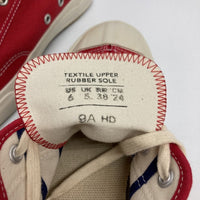 TEXTILE UPPER
RUBBER SOLE
US UK EUR CM
6 5 38 24
9A HD